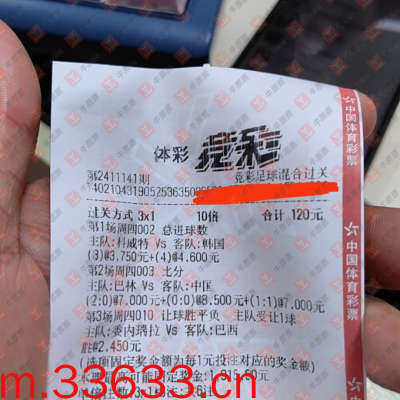 体彩 竞彩
第2411141期 竞彩足球混合过关
过关方式 3x1 10倍 合计 120元
第1场周四002 总进球数
主队:科威特 Vs 客队:韩国
(3)@3.750元+(4)@4.600元
第2场周四003 比分
主队:巴林 Vs 客队:中国
(2:0)@7.000元+(0:0)@8.500元+(1:1)@7.000元
第3场周四010 让球胜平负 主队受让1球
主队:委内瑞拉 Vs 客队:巴西
胜@2.450元
(选项固定奖金额为每1元投注对应的奖金额)
中国体育彩票
中国体育彩票
m.33633.cn